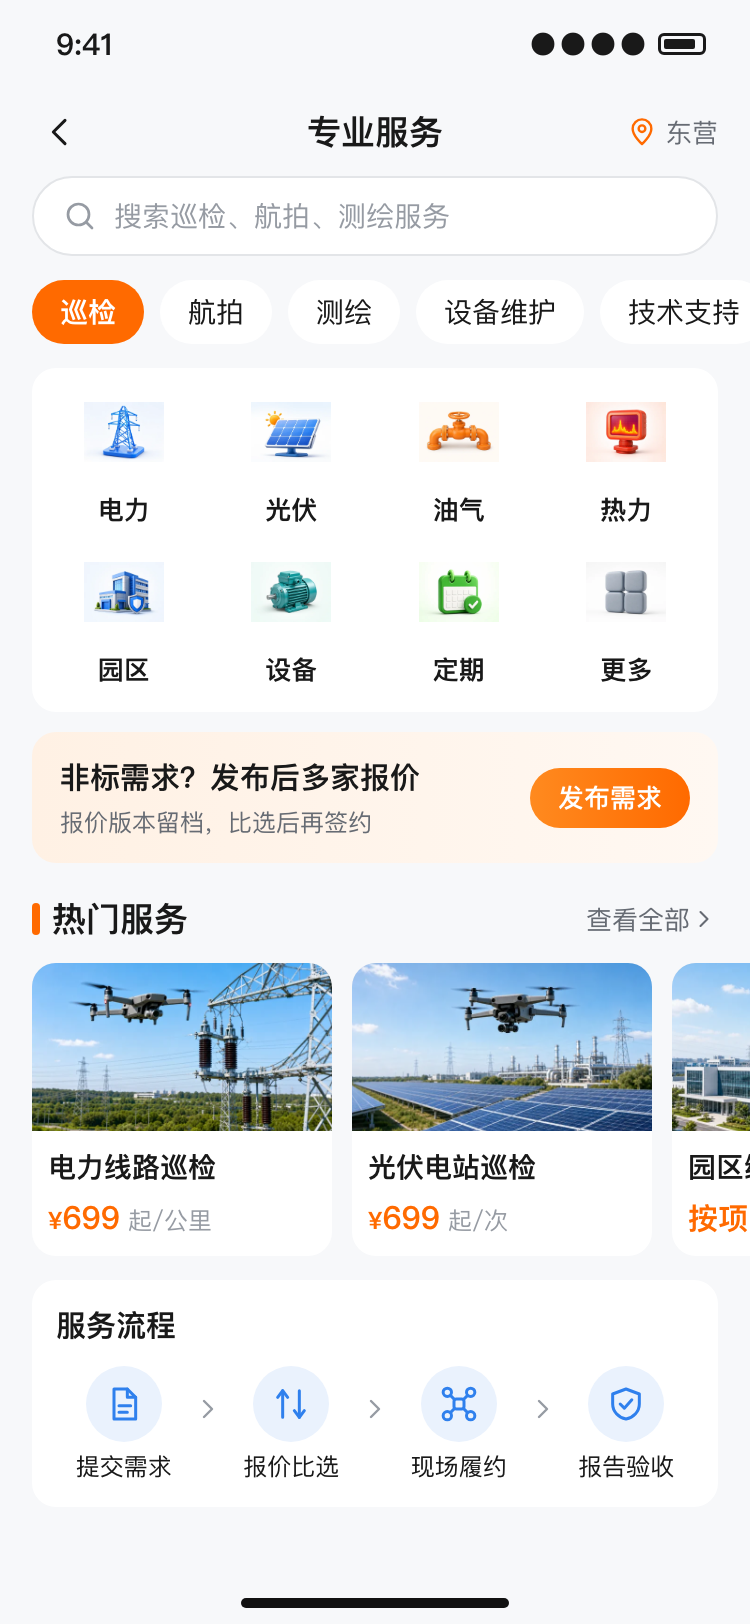 9:41
专业服务
东营
搜索巡检、航拍、测绘服务
巡检
航拍
测绘
设备维护
技术支持
电力
光伏
油气
热力
园区
设备
定期
更多
非标需求？发布后多家报价
报价版本留档，比选后再签约
发布需求
热门服务
查看全部
电力线路巡检
¥699 起/公里
光伏电站巡检
¥699 起/次
园区
按项
服务流程
提交需求
报价比选
现场履约
报告验收